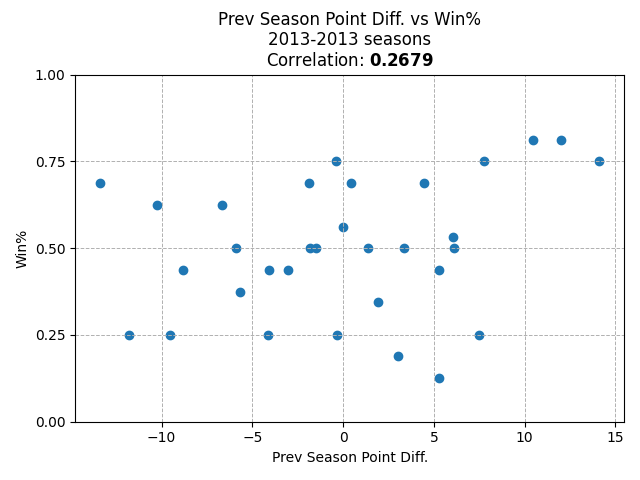 Prev Season Point Diff. vs Win%
2013-2013 seasons
Correlation: 0.2679
1.00
0.75
0.50
0.25
0.00
Win%
−10
−5
0
5
10
15
Prev Season Point Diff.